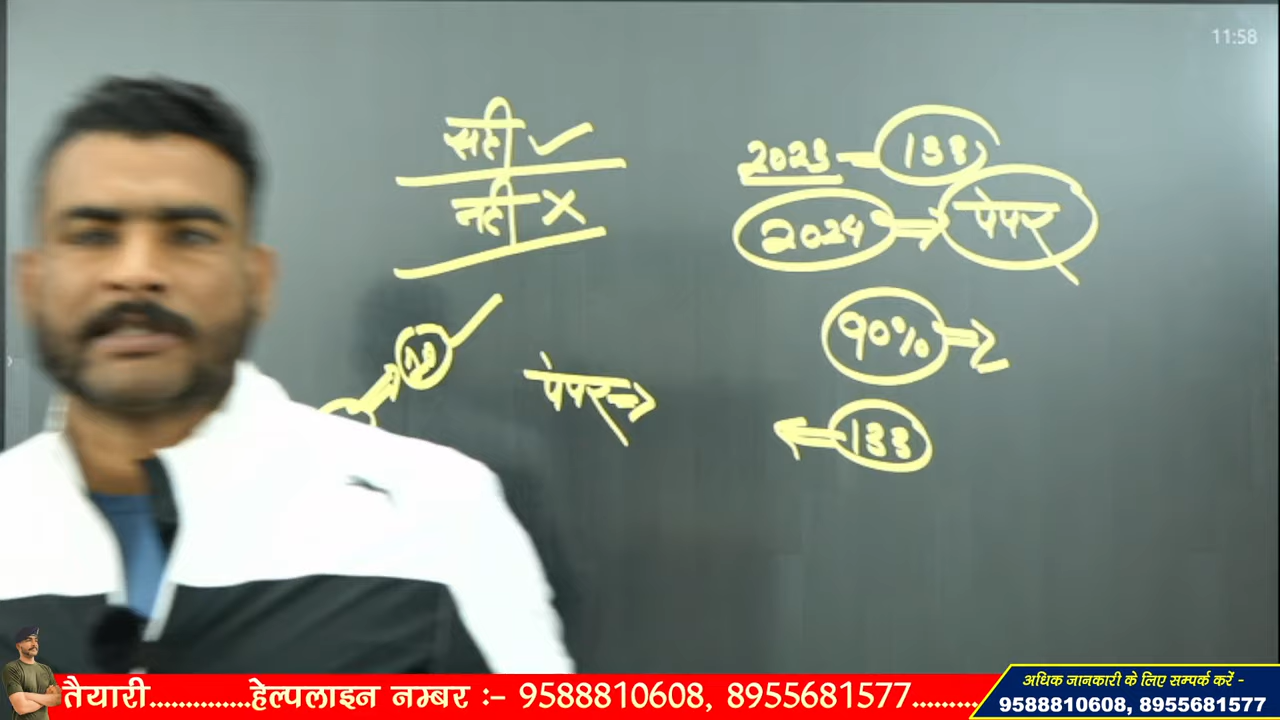 11:58
सही ✓
नही ×
2023 – 133
2024 ⇒ पेपर
90% ⇒
पेपर ⇒
⇐ 133
तैयारी..............हेल्पलाइन नम्बर :- 9588810608, 8955681577.........
अधिक जानकारी के लिए सम्पर्क करें -
9588810608, 8955681577